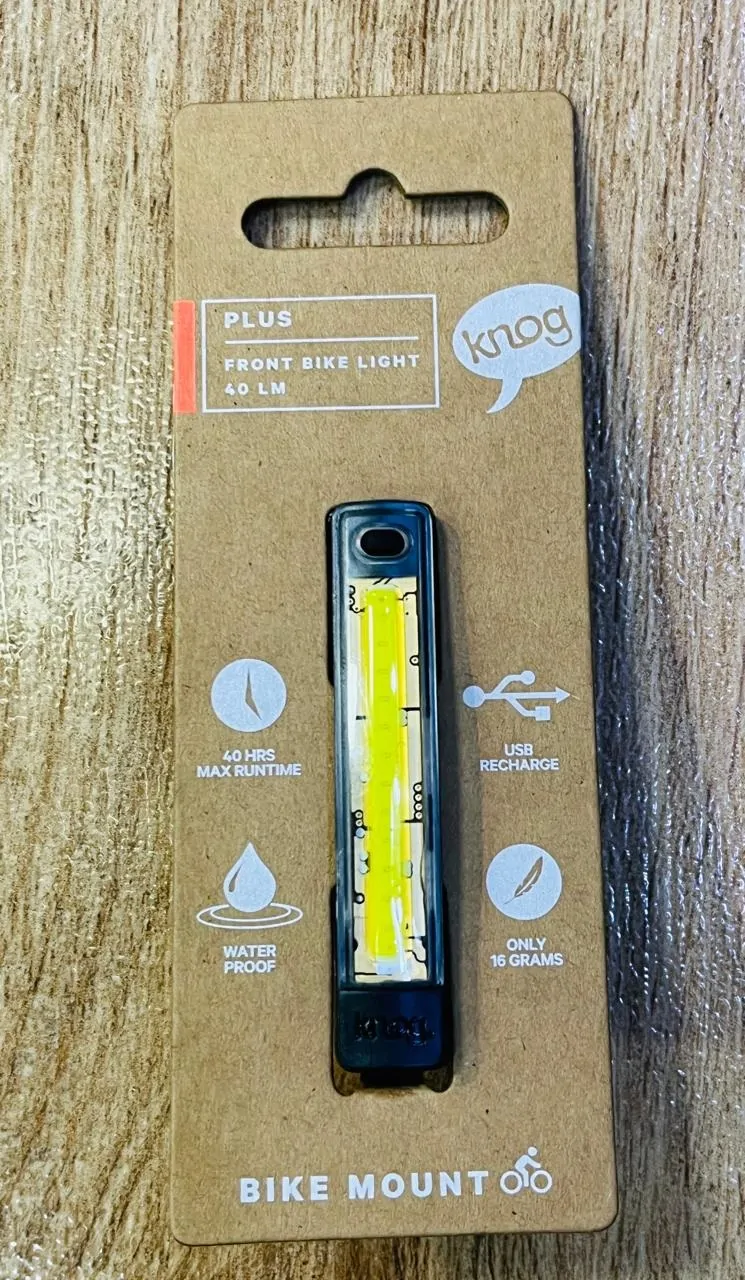 PLUS
FRONT BIKE LIGHT
40 LM
knog
40 HRS
MAX RUNTIME
USB
RECHARGE
WATER
PROOF
ONLY
16 GRAMS
knog
BIKE MOUNT